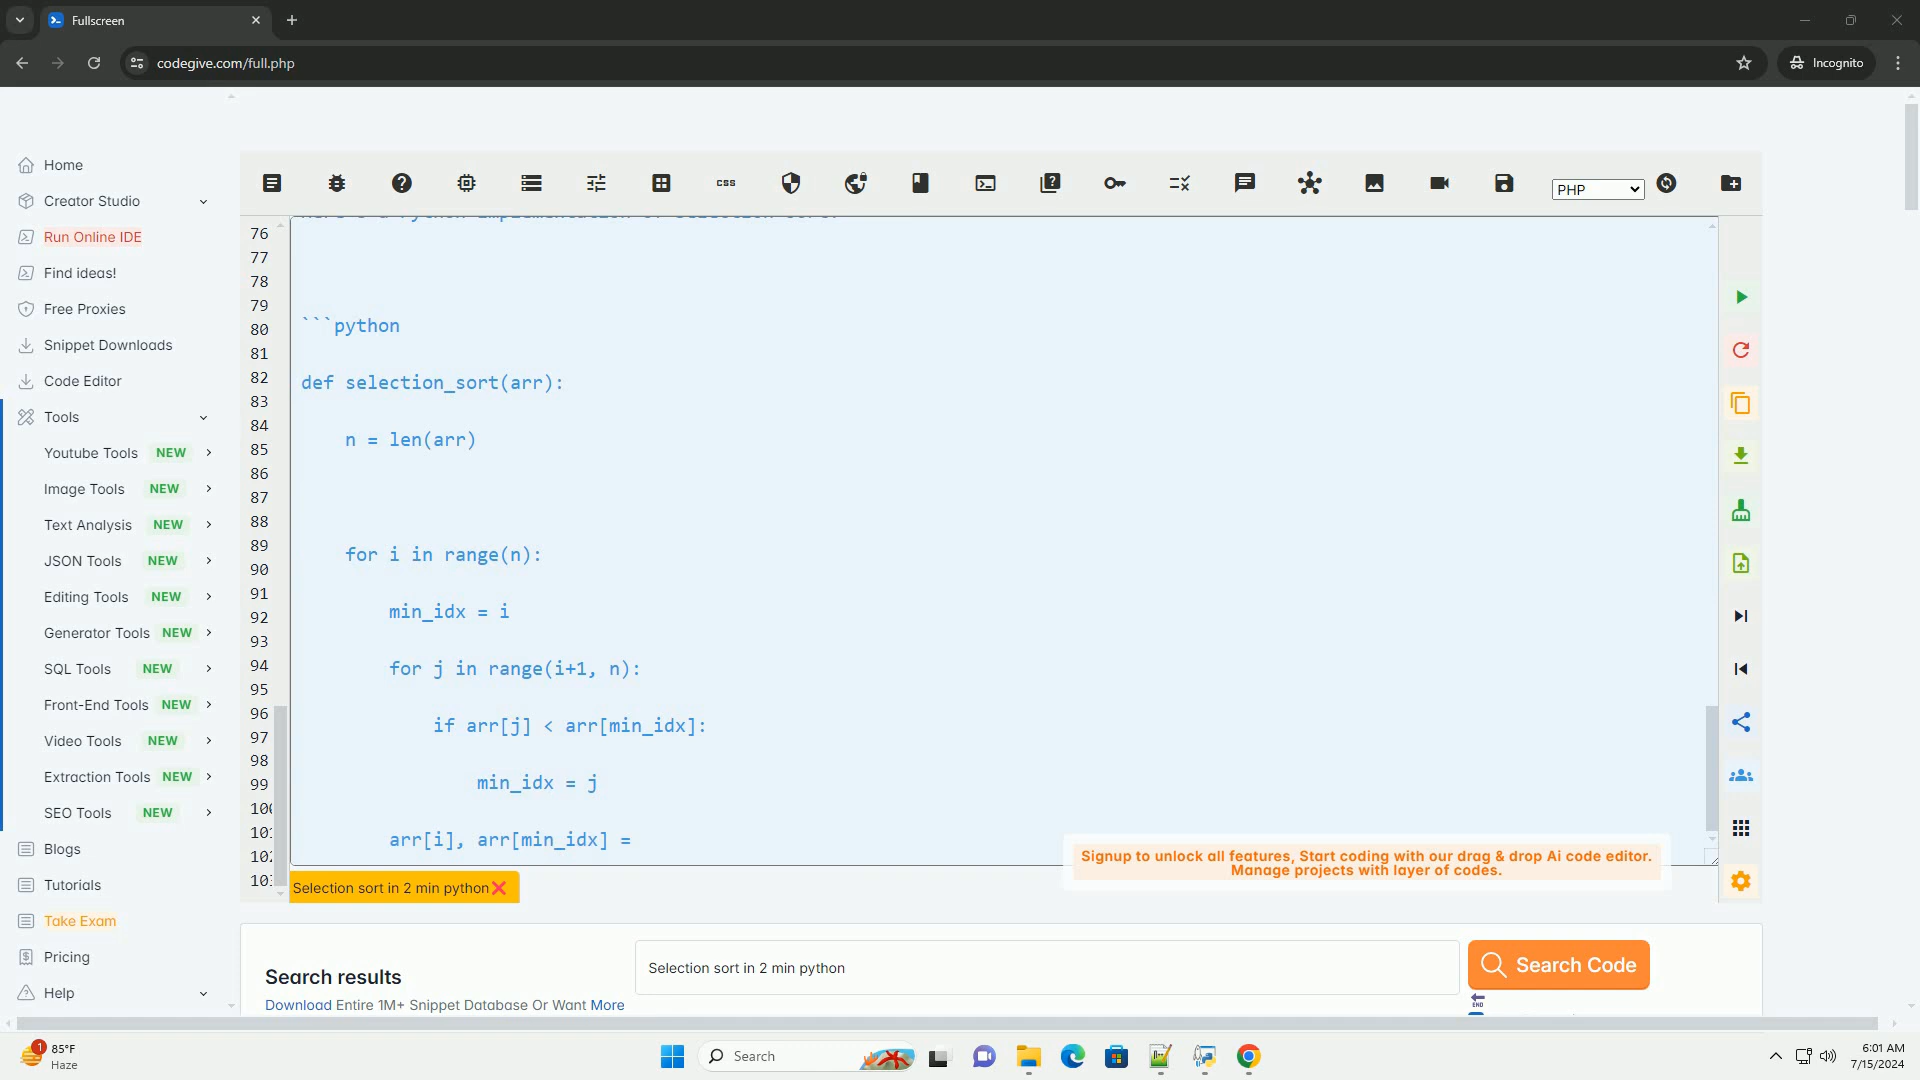 Fullscreen
codegive.com/full.php
Incognito
Home
Creator Studio
Run Online IDE
Find ideas!
Free Proxies
Snippet Downloads
Code Editor
Tools
Youtube Tools NEW
Image Tools NEW
Text Analysis NEW
JSON Tools NEW
Editing Tools NEW
Generator Tools NEW
SQL Tools NEW
Front-End Tools NEW
Video Tools NEW
Extraction Tools NEW
SEO Tools NEW
Blogs
Tutorials
Take Exam
Pricing
Help
css
PHP
76
77
78
79
80
81
82
83
84
85
86
87
88
89
90
91
92
93
94
95
96
97
98
99
```python
def selection_sort(arr):
n = len(arr)
for i in range(n):
min_idx = i
for j in range(i+1, n):
if arr[j] < arr[min_idx]:
min_idx = j
arr[i], arr[min_idx] =
Signup to unlock all features, Start coding with our drag & drop Ai code editor.
Manage projects with layer of codes.
Selection sort in 2 min python
Search results
Download Entire 1M+ Snippet Database Or Want More
Selection sort in 2 min python
Search Code
END
1
85°F
Haze
Search
6:01 AM
7/15/2024